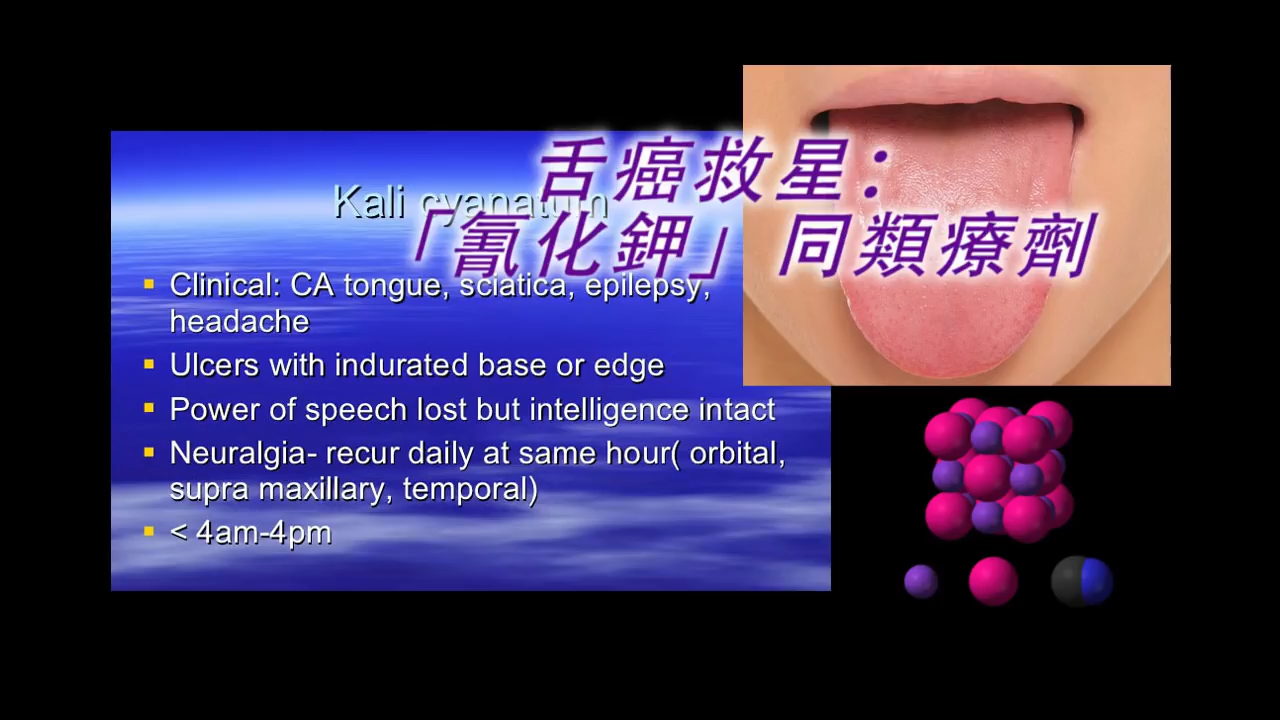 舌癌救星：
「氰化鉀」同類療劑
Kali cyanatum
Clinical: CA tongue, sciatica, epilepsy,
headache
Ulcers with indurated base or edge
Power of speech lost but intelligence intact
Neuralgia- recur daily at same hour( orbital,
supra maxillary, temporal)
< 4am-4pm